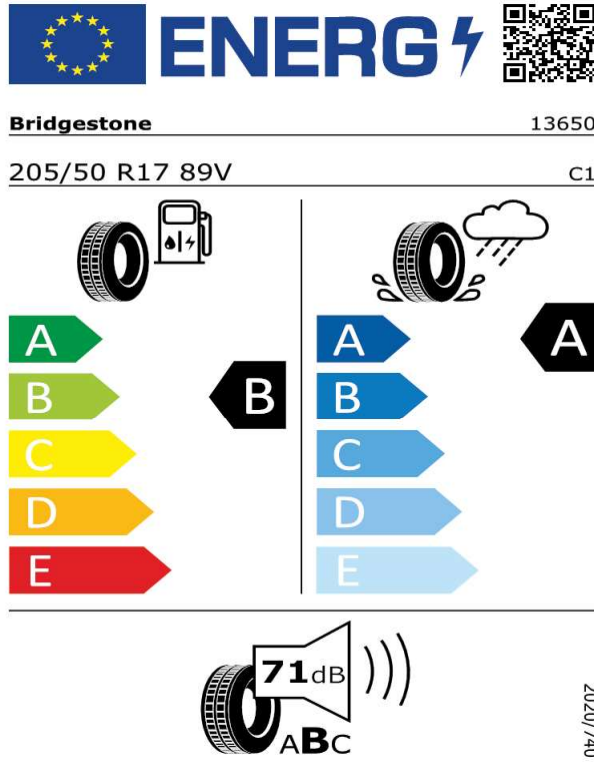 ENERG
Bridgestone 13650
205/50 R17 89V C1
A
B
C
D
E
B
A
B
C
D
E
A
71dB
ABC
2020/740